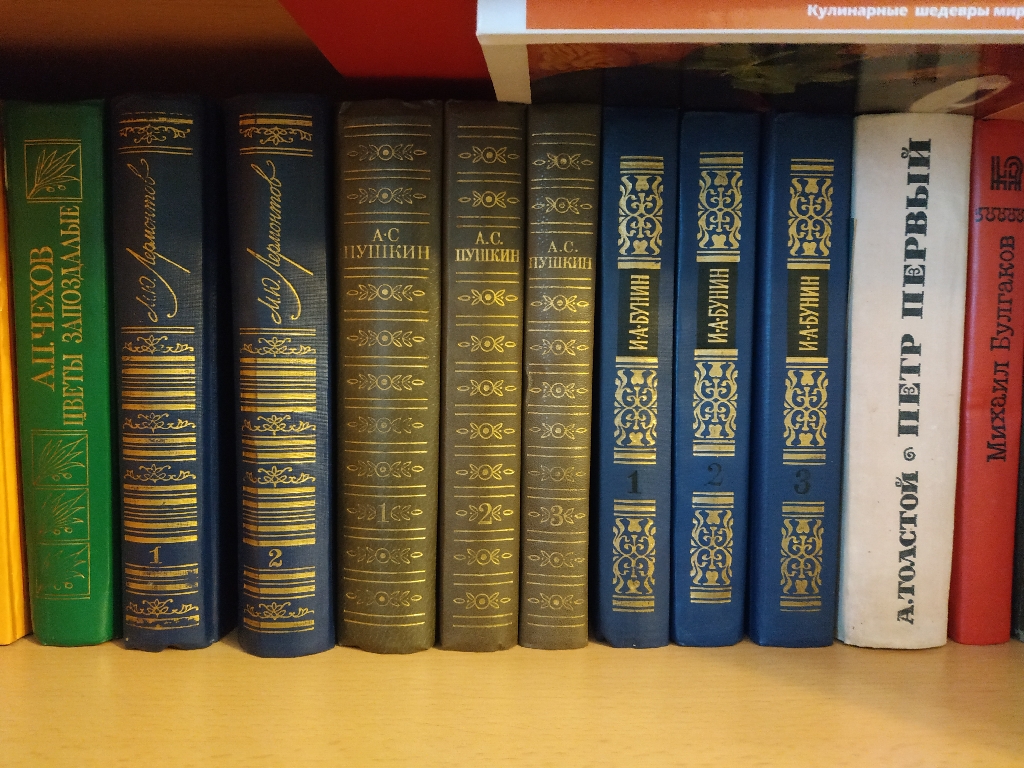 Кулинарные шедевры мир
А.П.ЧЕХОВ
ЦВЕТЫ ЗАПОЗДАЛЫЕ
М.Ю.Лермонтов
1
М.Ю.Лермонтов
2
А·С
ПУШКИН
1
А.С.
ПУШКИН
2
А.С.
ПУШКИН
3
И·А·БУНИН
1
И·А·БУНИН
2
И·А·БУНИН
3
А.ТОЛСТОЙ ПЕТР ПЕРВЫЙ
Михаил Булгаков